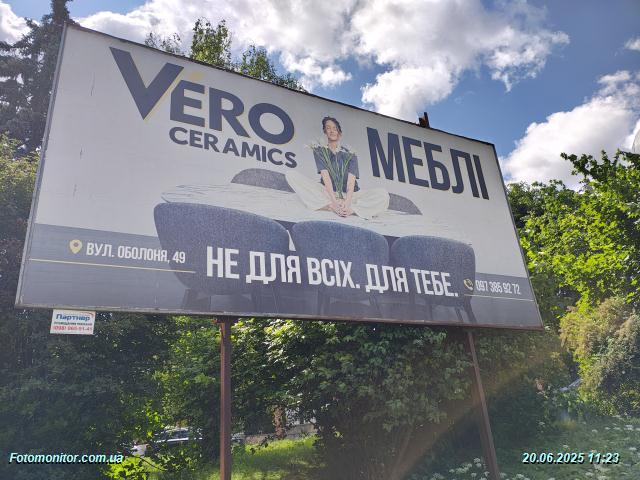 VERO
CERAMICS
МЕБЛІ
ВУЛ. ОБОЛОНЯ, 49
НЕ ДЛЯ ВСІХ. ДЛЯ ТЕБЕ.
097 385 92 72
Партнер
Fotomonitor.com.ua
20.06.2025 11:23